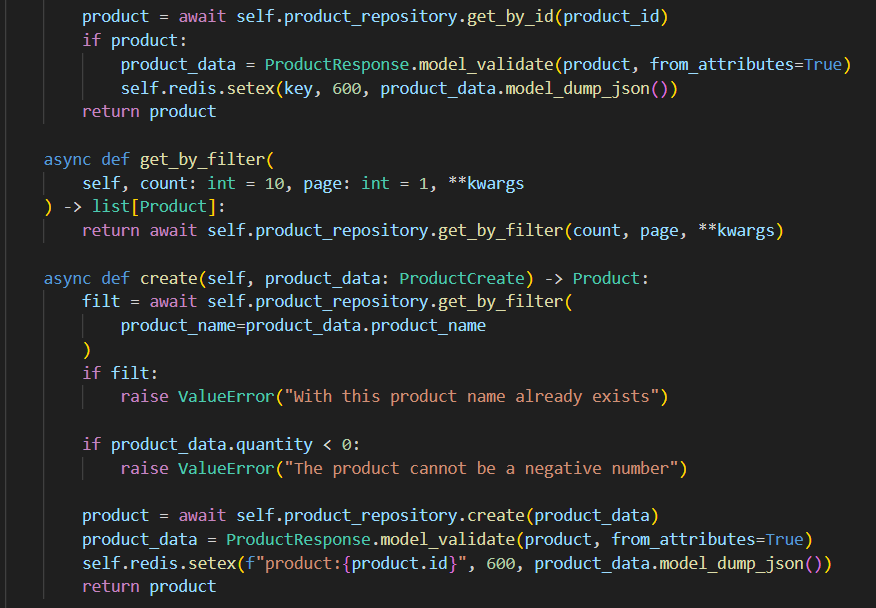 product = await self.product_repository.get_by_id(product_id)
if product:
product_data = ProductResponse.model_validate(product, from_attributes=True)
self.redis.setex(key, 600, product_data.model_dump_json())
return product
async def get_by_filter(
self, count: int = 10, page: int = 1, **kwargs
) -> list[Product]:
return await self.product_repository.get_by_filter(count, page, **kwargs)
async def create(self, product_data: ProductCreate) -> Product:
filt = await self.product_repository.get_by_filter(
product_name=product_data.product_name
)
if filt:
raise ValueError("With this product name already exists")
if product_data.quantity < 0:
raise ValueError("The product cannot be a negative number")
product = await self.product_repository.create(product_data)
product_data = ProductResponse.model_validate(product, from_attributes=True)
self.redis.setex(f"product:{product.id}", 600, product_data.model_dump_json())
return product